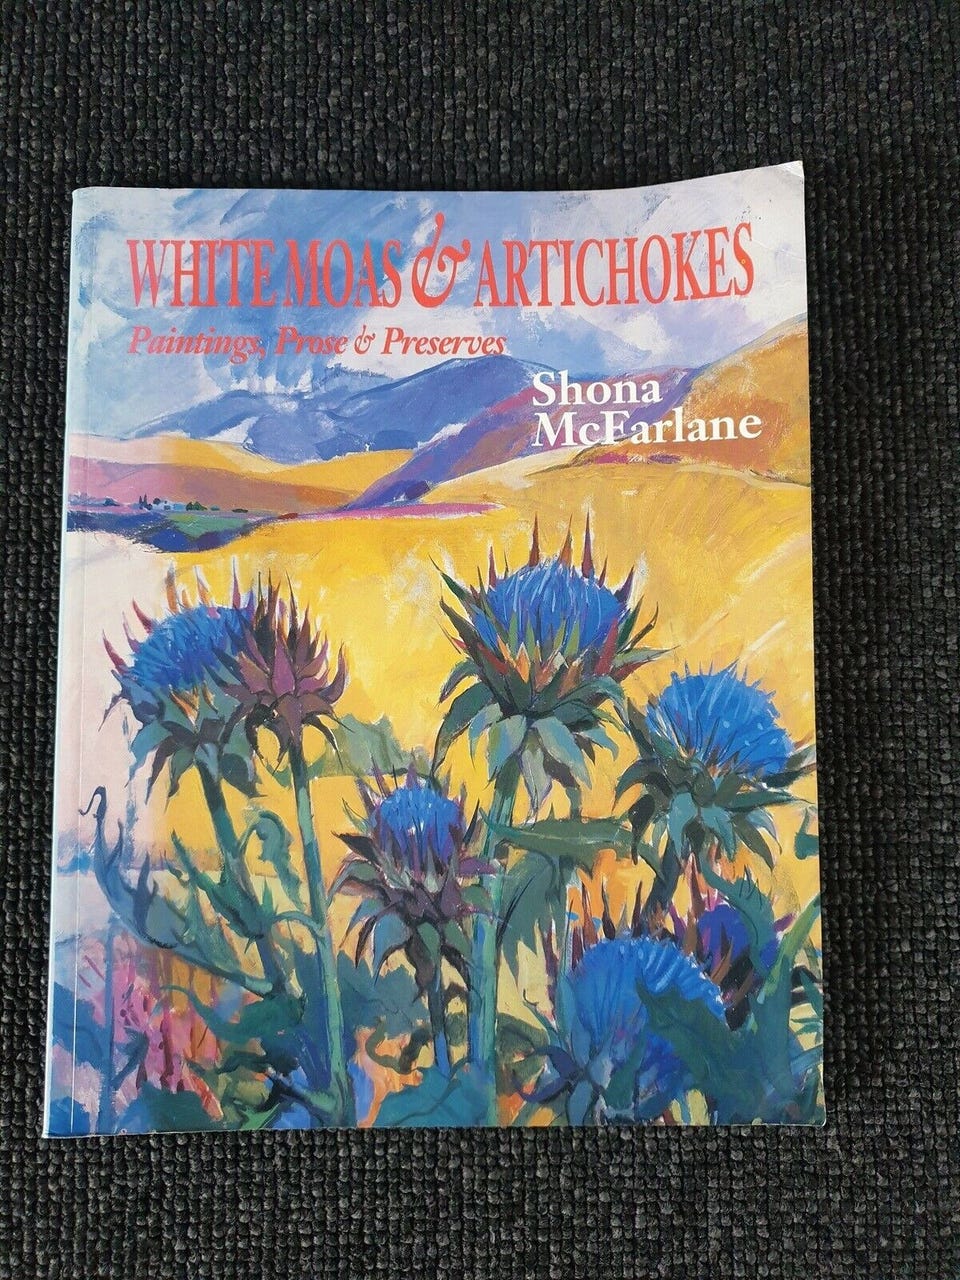 WHITE MOAS & ARTICHOKES
Paintings, Prose & Preserves
Shona
McFarlane